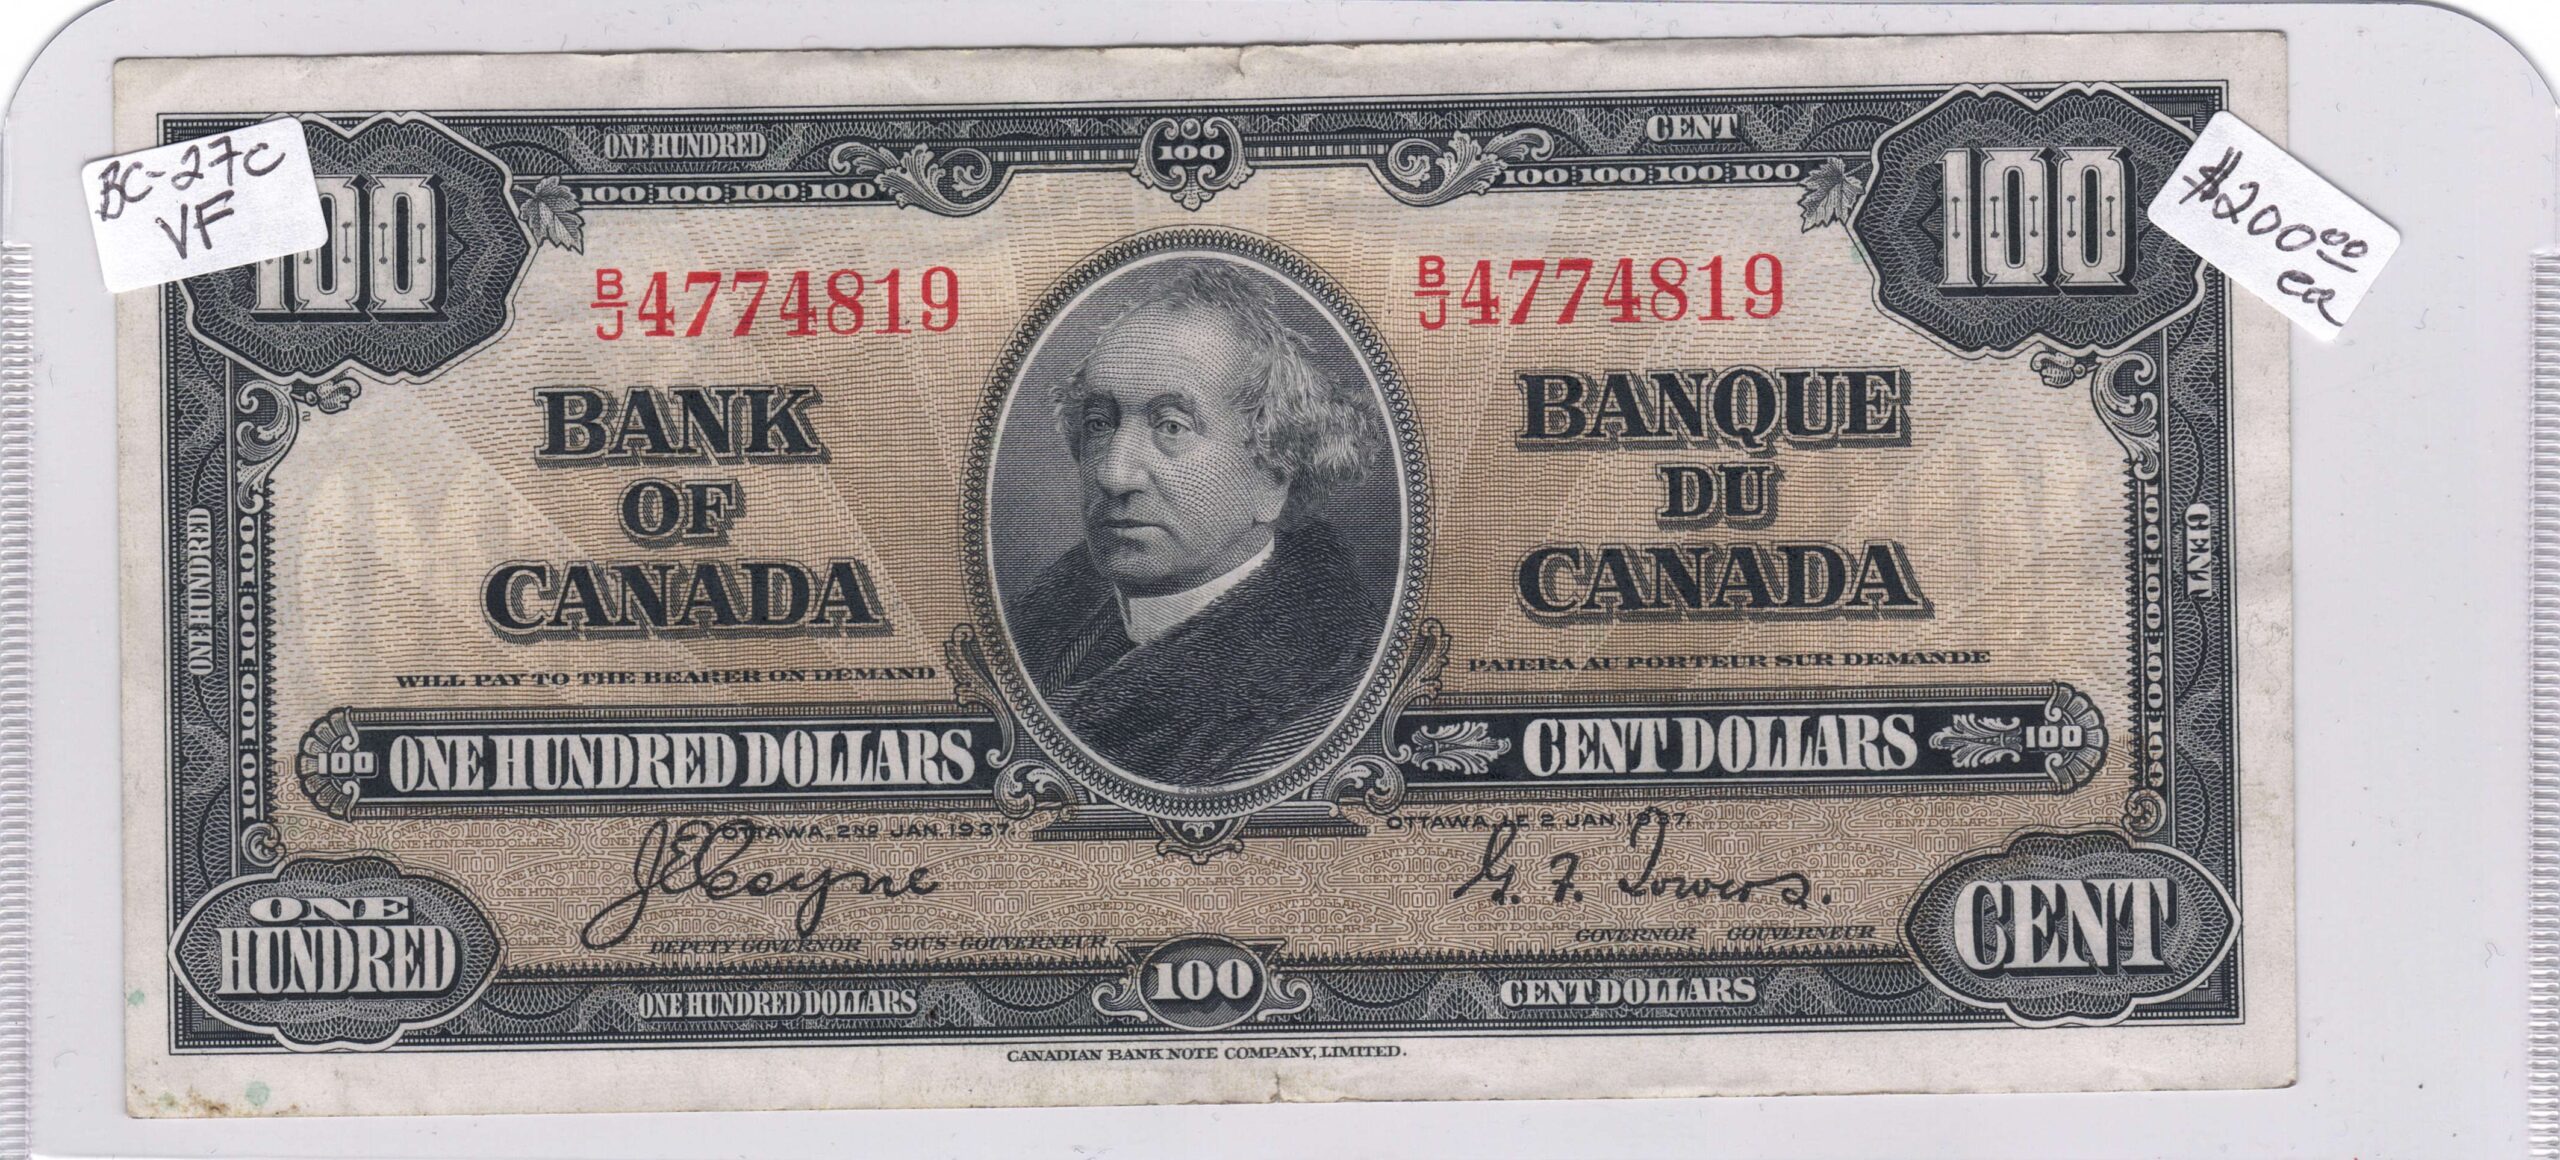 BC-27c
VF
$200.00
ea
ONE HUNDRED
100
CENT
100 100 100 100
100 100 100 100
100
100
B/J 4774819
B/J 4774819
2
BANK
OF
CANADA
BANQUE
DU
CANADA
ONE HUNDRED
CENT
WILL PAY TO THE BEARER ON DEMAND
PAIERA AU PORTEUR SUR DEMANDE
100 ONE HUNDRED DOLLARS
CENT DOLLARS 100
OTTAWA, 2ND JAN. 1937.
OTTAWA, LE 2 JAN. 1937.
J E Coyne
G. F. Towers.
DEPUTY GOVERNOR SOUS-GOUVERNEUR
GOVERNOR GOUVERNEUR
ONE
HUNDRED
CENT
100
ONE HUNDRED DOLLARS
CENT DOLLARS
CANADIAN BANK NOTE COMPANY, LIMITED.